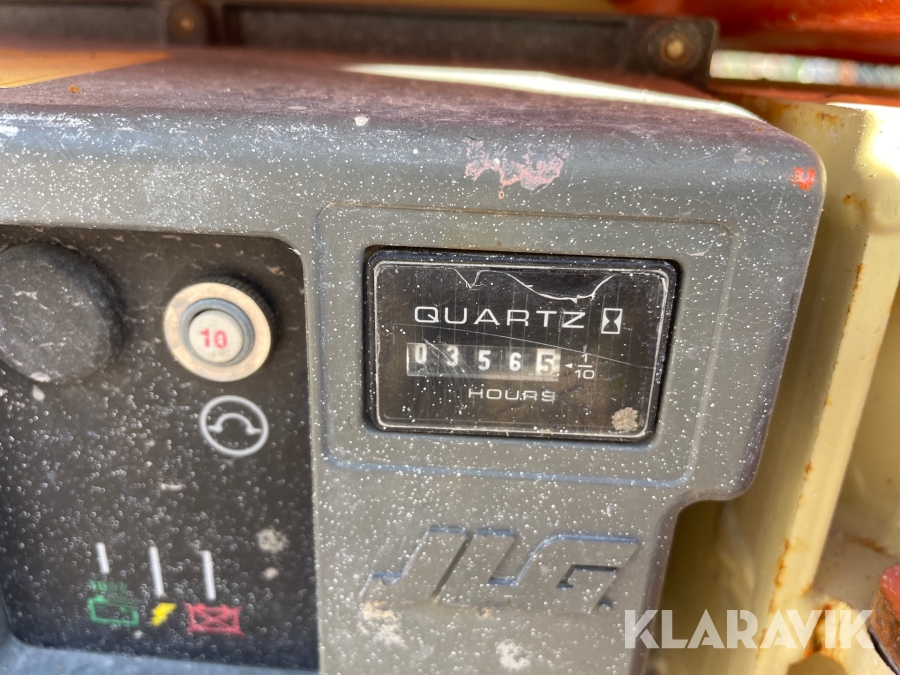 QUARTZ
03565 1/10
HOURS
10
JLG
KLARAVIK